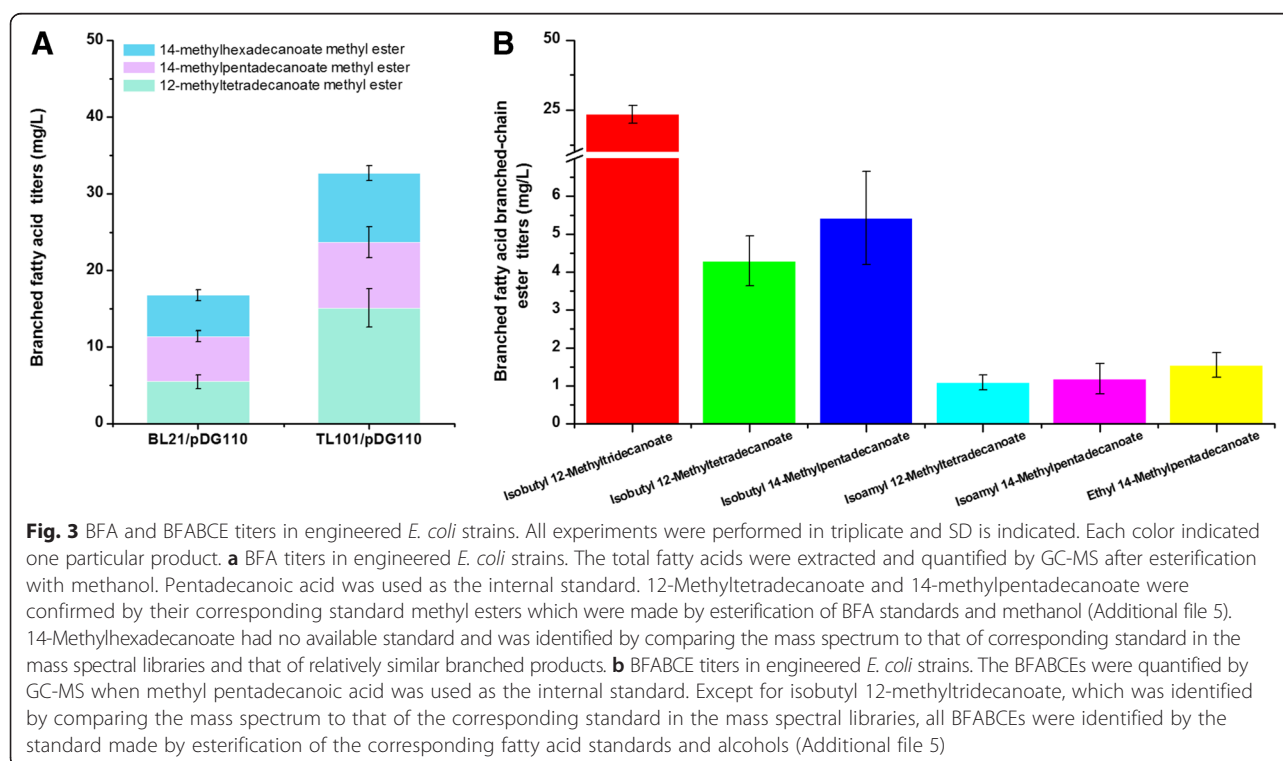 A
50
40
30
20
10
0
Branched fatty acid titers (mg/L)
14-methylhexadecanoate methyl ester
14-methylpentadecanoate methyl ester
12-methyltetradecanoate methyl ester
BL21/pDG110
TL101/pDG110
B
50
25
6
5
4
3
2
1
0
Branched fatty acid branched-chain
ester titers (mg/L)
Isobutyl 12-Methyltridecanoate
Isobutyl 12-Methyltetradecanoate
Isobutyl 14-Methylpentadecanoate
Isoamyl 12-Methyltetradecanoate
Isoamyl 14-Methylpentadecanoate
Ethyl 14-Methylpentadecanoate
Fig. 3 BFA and BFABCE titers in engineered E. coli strains. All experiments were performed in triplicate and SD is indicated. Each color indicated
one particular product. a BFA titers in engineered E. coli strains. The total fatty acids were extracted and quantified by GC-MS after esterification
with methanol. Pentadecanoic acid was used as the internal standard. 12-Methyltetradecanoate and 14-methylpentadecanoate were
confirmed by their corresponding standard methyl esters which were made by esterification of BFA standards and methanol (Additional file 5).
14-Methylhexadecanoate had no available standard and was identified by comparing the mass spectrum to that of corresponding standard in the
mass spectral libraries and that of relatively similar branched products. b BFABCE titers in engineered E. coli strains. The BFABCEs were quantified by
GC-MS when methyl pentadecanoic acid was used as the internal standard. Except for isobutyl 12-methyltridecanoate, which was identified
by comparing the mass spectrum to that of the corresponding standard in the mass spectral libraries, all BFABCEs were identified by the
standard made by esterification of the corresponding fatty acid standards and alcohols (Additional file 5)